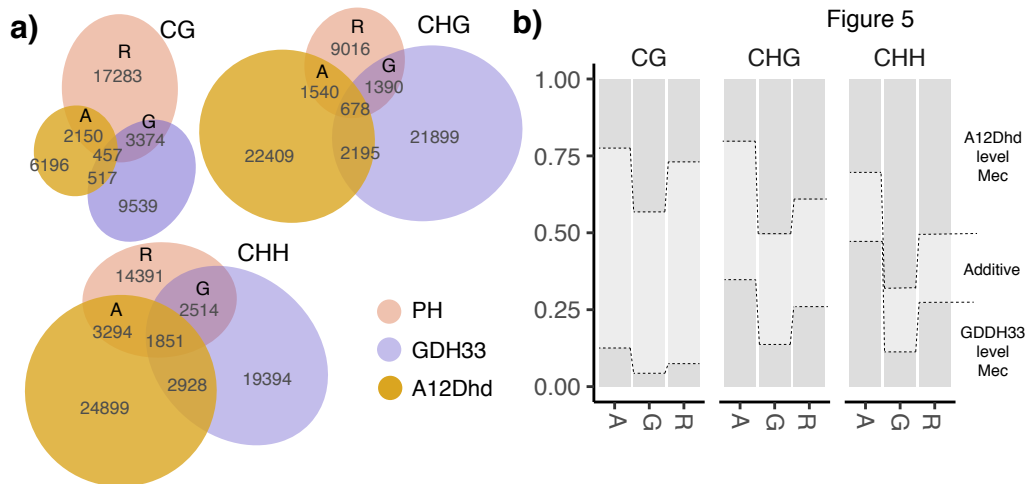 Figure 5
a)
CG
R
17283
A
2150
G
3374
6196
457
517
9539
CHG
R
9016
A
1540
G
1390
678
22409
2195
21899
CHH
R
14391
G
2514
A
3294
1851
2928
19394
24899
PH
GDH33
A12Dhd
b)
CG
CHG
CHH
1.00
0.75
0.50
0.25
0.00
A12Dhd
level
Mec
Additive
GDDH33
level
Mec
A
G
R
A
G
R
A
G
R